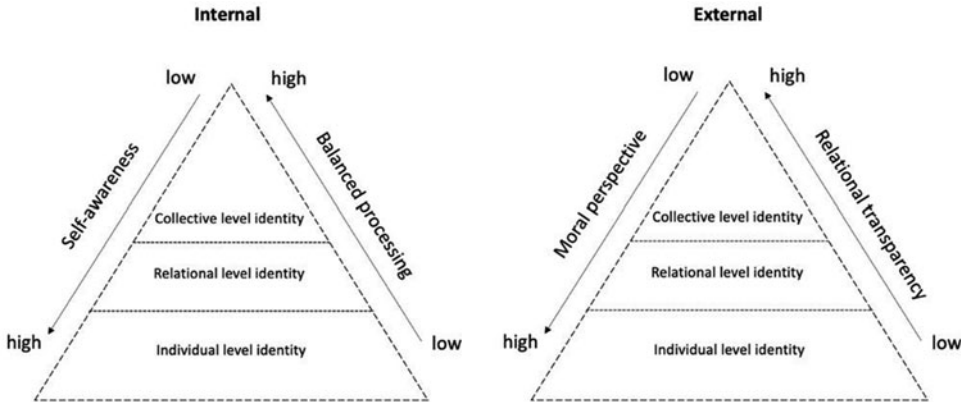 Internal
low
high
Self-awareness
Balanced processing
Collective level identity
Relational level identity
Individual level identity
high
low
External
low
high
Moral perspective
Relational transparency
Collective level identity
Relational level identity
Individual level identity
high
low